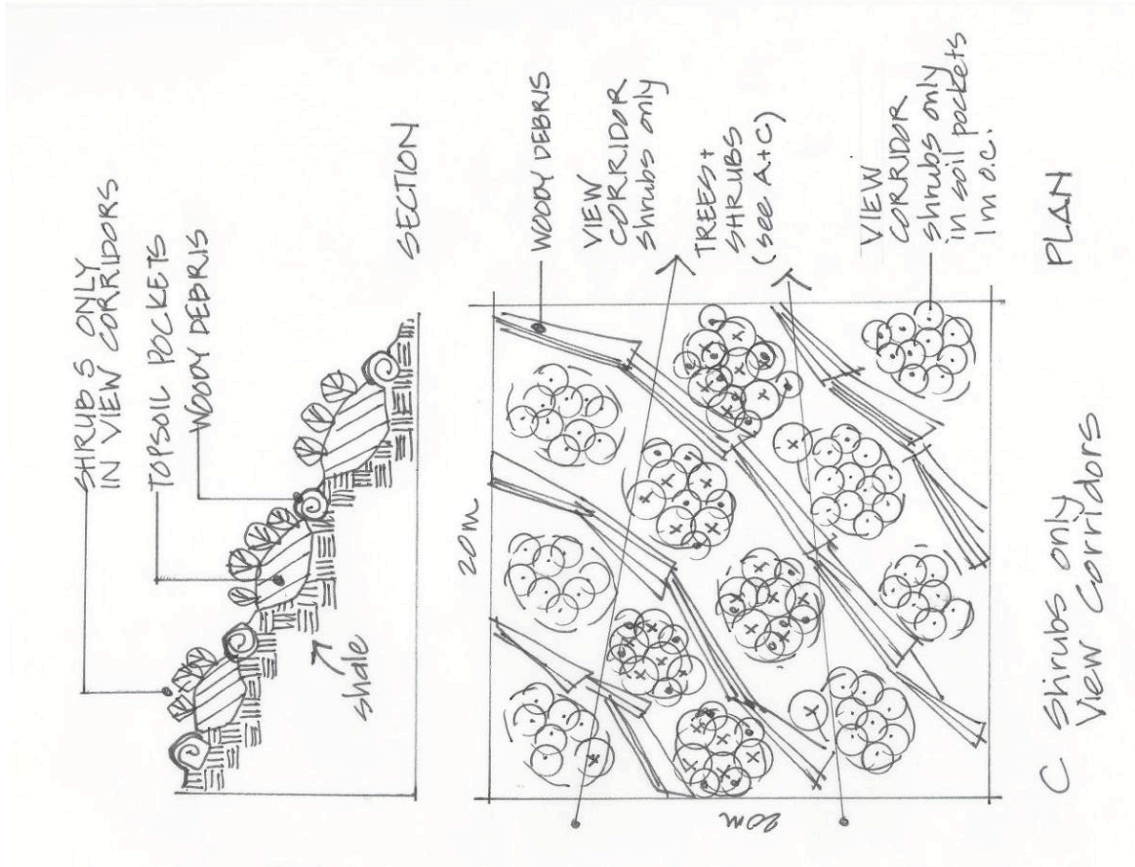 SHRUBS ONLY
IN VIEW CORRIDORS
TOPSOIL POCKETS
WOODY DEBRIS
shale
SECTION
20m
20m
WOODY DEBRIS
VIEW
CORRIDOR
shrubs only
TREES +
SHRUBS
(see A+C)
VIEW
CORRIDOR
shrubs only
in soil pockets
1m o.c.
PLAN
C Shrubs only
View Corridors